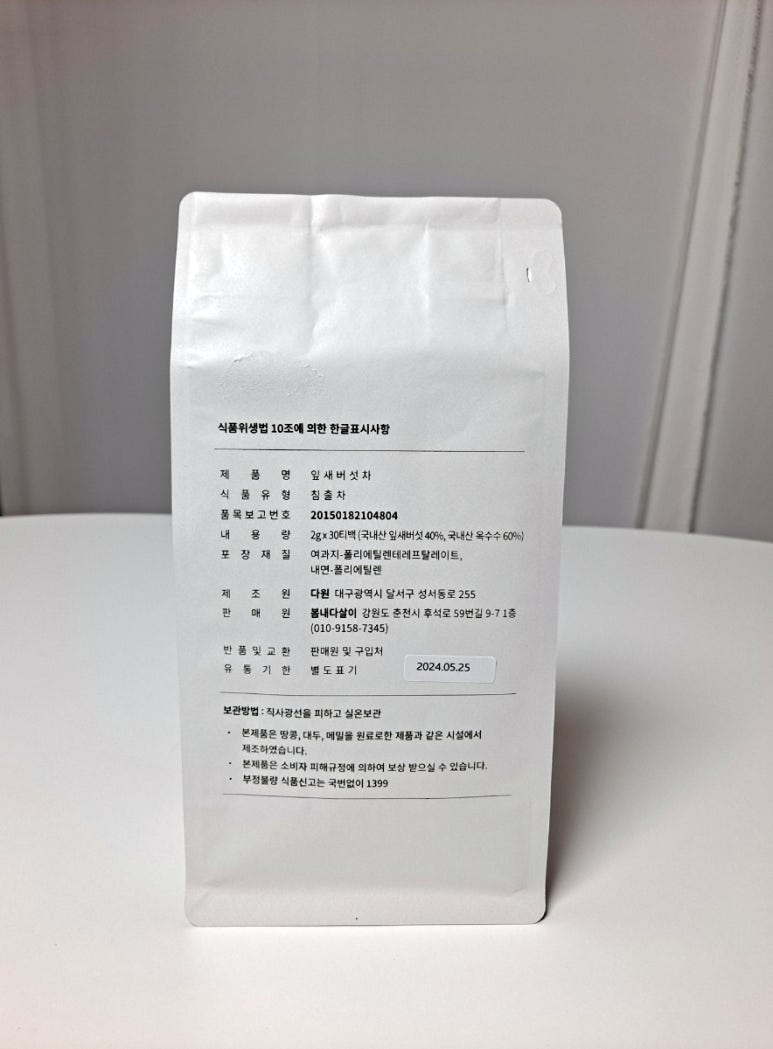 식품위생법 10조에 의한 한글표시사항
제 품 명 잎새버섯차
식 품 유 형 침출차
품목보고번호 20150182104804
내 용 량 2g x 30티백 (국내산 잎새버섯 40%, 국내산 옥수수 60%)
포 장 재 질 여과지-폴리에틸렌테레프탈레이트,
내면-폴리에틸렌
제 조 원 다원 대구광역시 달서구 성서동로 255
판 매 원 봄내다살이 강원도 춘천시 후석로 59번길 9-7 1층
(010-9158-7345)
반 품 및 교 환 판매원 및 구입처
유 통 기 한 별도표기 2024.05.25
보관방법 : 직사광선을 피하고 실온보관
· 본제품은 땅콩, 대두, 메밀을 원료로한 제품과 같은 시설에서
제조하였습니다.
· 본제품은 소비자 피해규정에 의하여 보상 받으실 수 있습니다.
· 부정불량 식품신고는 국번없이 1399